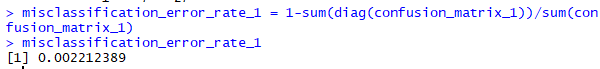 > misclassification_error_rate_1 = 1-sum(diag(confusion_matrix_1))/sum(con
fusion_matrix_1)
> misclassification_error_rate_1
[1] 0.002212389